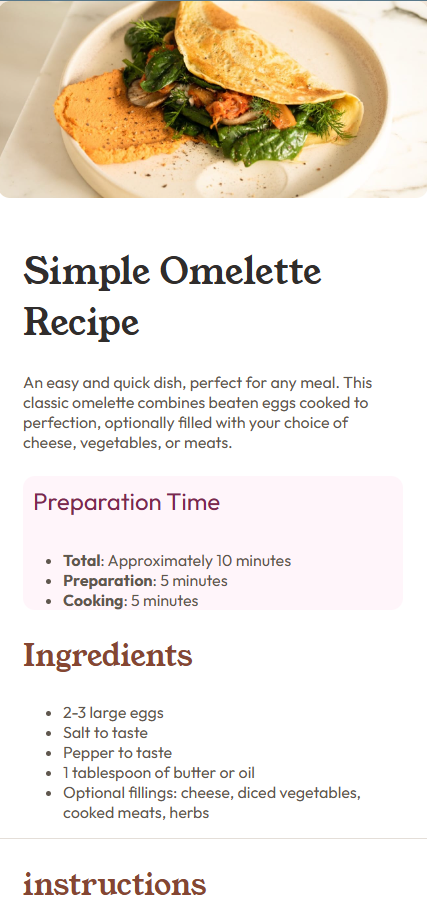 Simple Omelette
Recipe
An easy and quick dish, perfect for any meal. This
classic omelette combines beaten eggs cooked to
perfection, optionally filled with your choice of
cheese, vegetables, or meats.
Preparation Time
Total: Approximately 10 minutes
Preparation: 5 minutes
Cooking: 5 minutes
Ingredients
2-3 large eggs
Salt to taste
Pepper to taste
1 tablespoon of butter or oil
Optional fillings: cheese, diced vegetables,
cooked meats, herbs
instructions